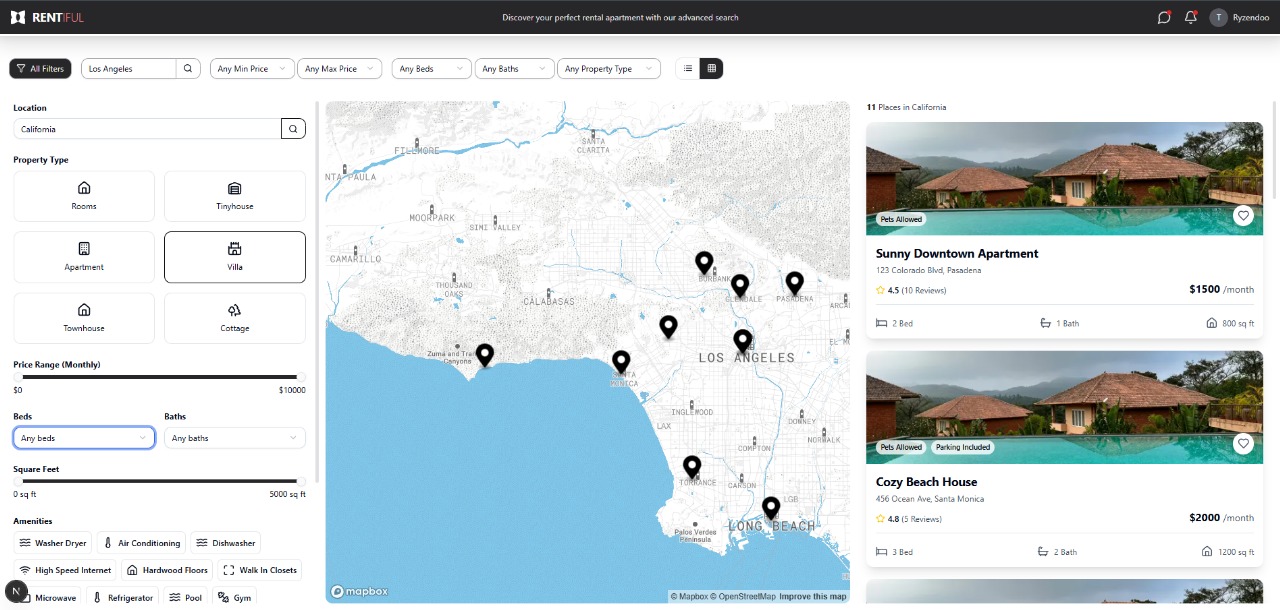 RENTIFUL
Discover your perfect rental apartment with our advanced search
T
Ryzendoo
All Filters
Los Angeles
Any Min Price
Any Max Price
Any Beds
Any Baths
Any Property Type
Location
California
Property Type
Rooms
Tinyhouse
Apartment
Villa
Townhouse
Cottage
Price Range (Monthly)
$0
$10000
Beds
Baths
Any beds
Any baths
Square Feet
0 sq ft
5000 sq ft
Amenities
Washer Dryer
Air Conditioning
Dishwasher
High Speed Internet
Hardwood Floors
Walk In Closets
N
Microwave
Refrigerator
Pool
Gym
FILLMORE
SANTA
CLARITA
NTA PAULA
MOORPARK
SIMI VALLEY
CAMARILLO
THOUSAND
OAKS
CALABASAS
BURBANK
GLENDALE
PASADENA
ARCA
EL M
LOS ANGELES
Zuma and
Canyons
SANTA
MONICA
INGLEWOOD
LAX
DOWNEY
NORWALK
COMPTON
TORRANCE
CARSON
LGB
LONG BEACH
Palos Verdes
Peninsula
mapbox
© Mapbox © OpenStreetMap Improve this map
11 Places in California
Pets Allowed
Sunny Downtown Apartment
123 Colorado Blvd, Pasadena
4.5 (10 Reviews)
$1500 /month
2 Bed
1 Bath
800 sq ft
Pets Allowed
Parking Included
Cozy Beach House
456 Ocean Ave, Santa Monica
4.8 (5 Reviews)
$2000 /month
3 Bed
2 Bath
1200 sq ft